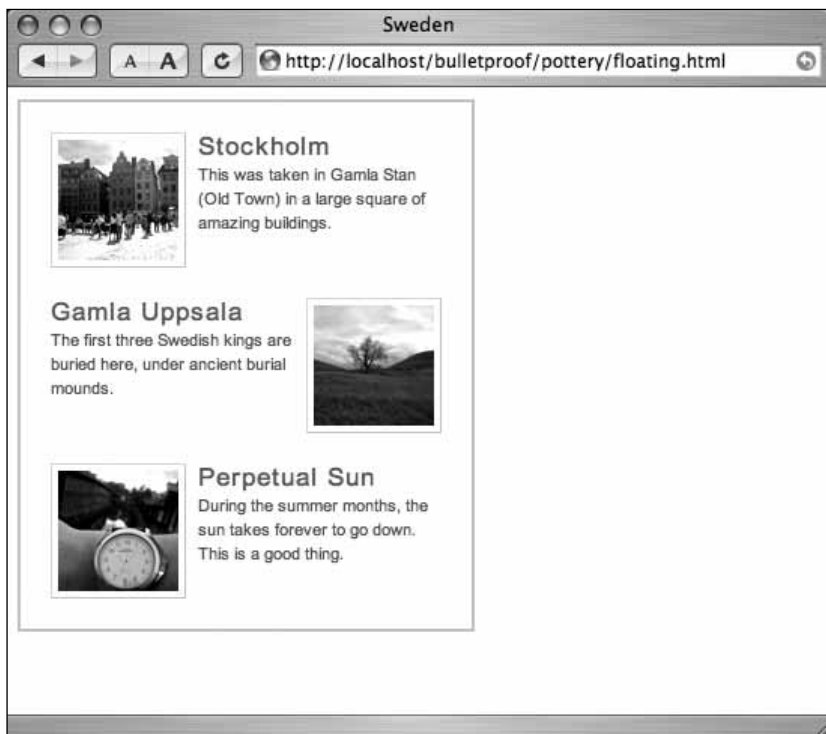 Sweden
A A
http://localhost/bulletproof/pottery/floating.html
Stockholm
This was taken in Gamla Stan
(Old Town) in a large square of
amazing buildings.
Gamla Uppsala
The first three Swedish kings are
buried here, under ancient burial
mounds.
Perpetual Sun
During the summer months, the
sun takes forever to go down.
This is a good thing.